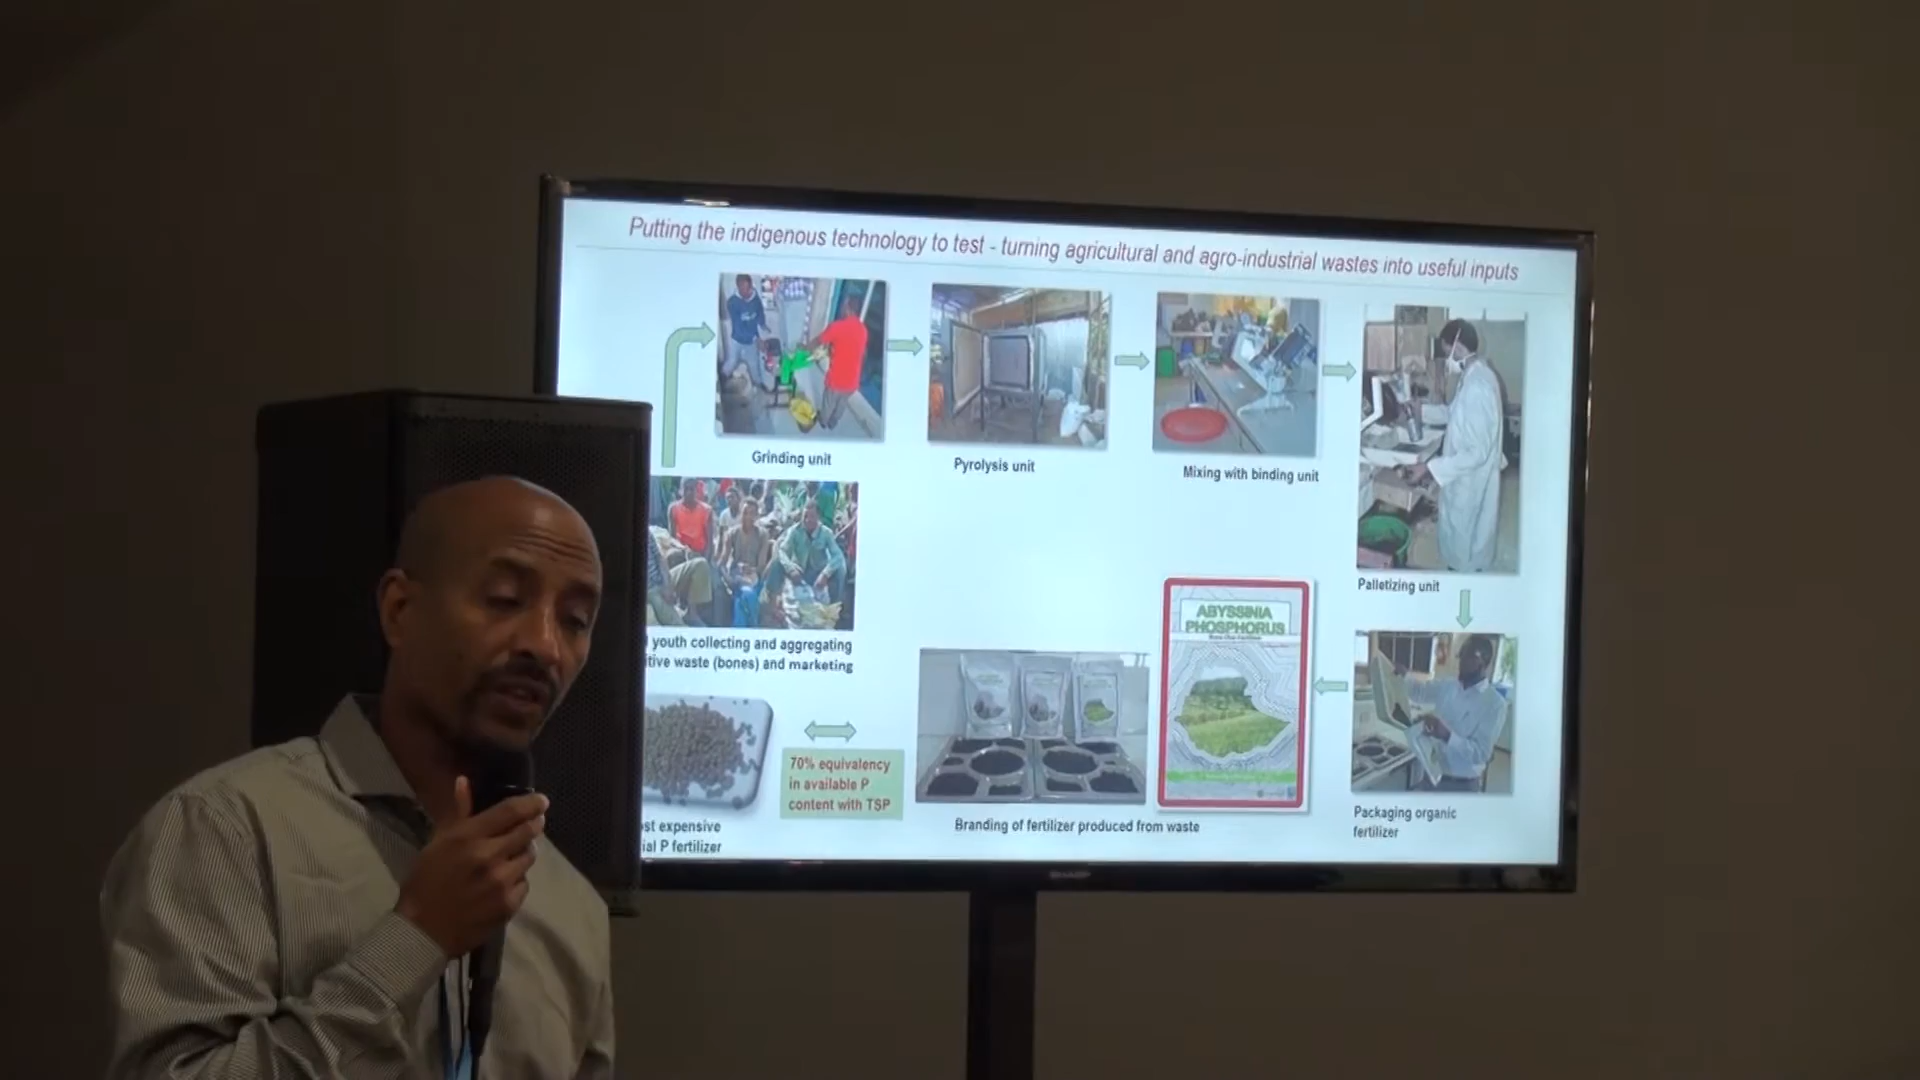 Putting the indigenous technology to test - turning agricultural and agro-industrial wastes into useful inputs
Grinding unit
Pyrolysis unit
Mixing with binding unit
Palletizing unit
youth collecting and aggregating
waste (bones) and marketing
ABYSSINIA
PHOSPHORUS
70% equivalency
in available P
content with TSP
expensive
P fertilizer
Branding of fertilizer produced from waste
Packaging organic
fertilizer
SHARP